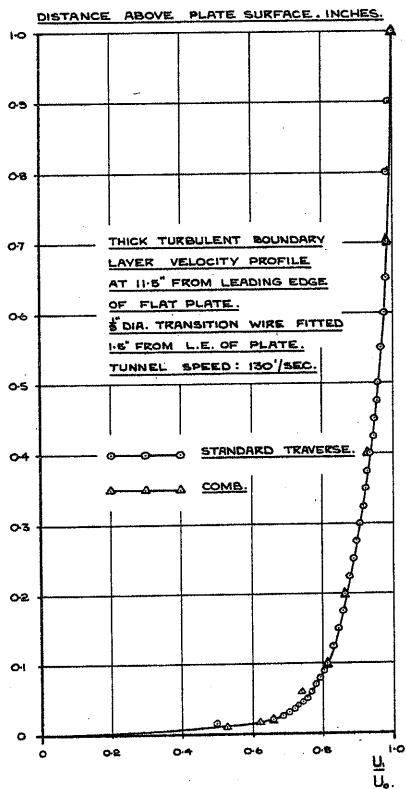 DISTANCE ABOVE PLATE SURFACE. INCHES.
1.0
0.9
0.8
0.7
0.6
0.5
0.4
0.3
0.2
0.1
0
THICK TURBULENT BOUNDARY
LAYER VELOCITY PROFILE
AT 11.5" FROM LEADING EDGE
OF FLAT PLATE.
1/8" DIA. TRANSITION WIRE FITTED
1.5" FROM L.E. OF PLATE.
TUNNEL SPEED: 130'/SEC.
STANDARD TRAVERSE.
COMB.
0 0.2 0.4 0.6 0.8 1.0
U₁
U₀.